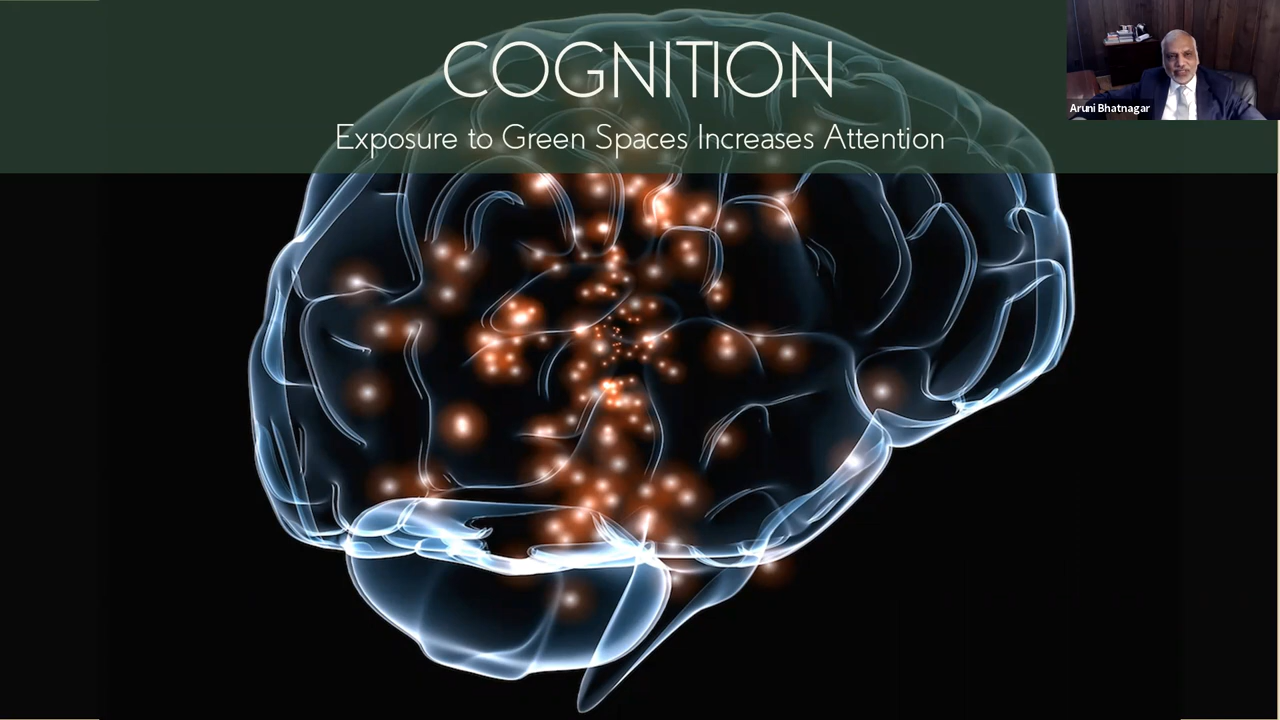 COGNITION
Exposure to Green Spaces Increases Attention
Aruni Bhatnagar